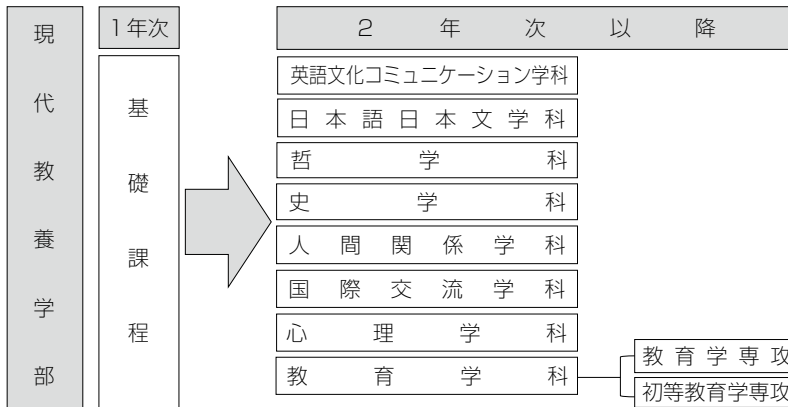 現代教養学部
1年次
基礎課程
2年次以降
英語文化コミュニケーション学科
日本語日本文学科
哲学科
史学科
人間関係学科
国際交流学科
心理学科
教育学科
教育学専攻
初等教育学専攻